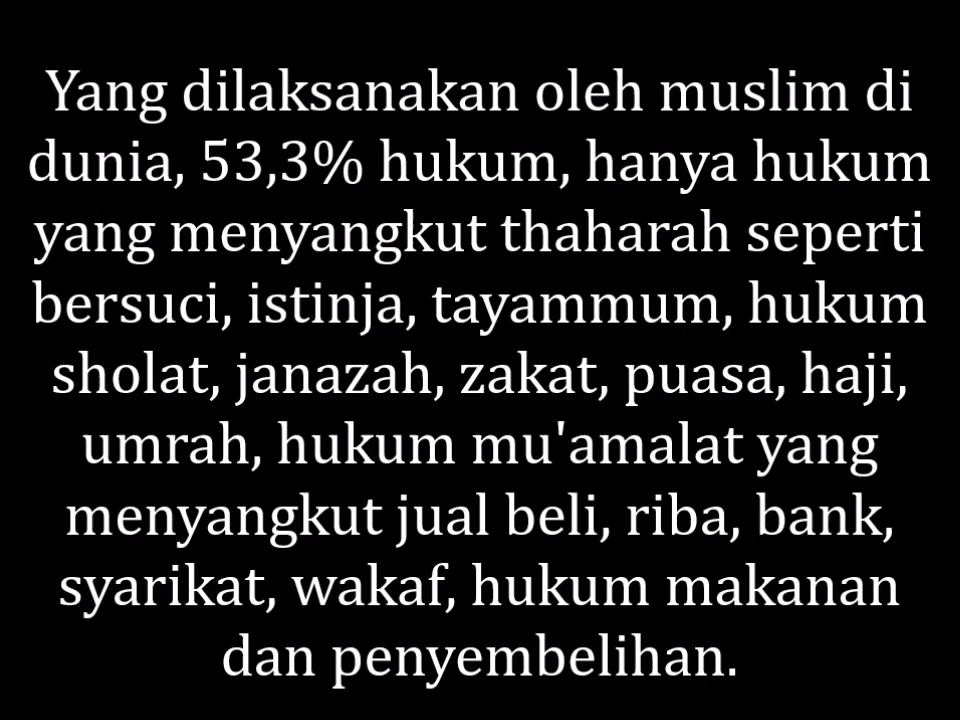 Yang dilaksanakan oleh muslim di
dunia, 53,3% hukum, hanya hukum
yang menyangkut thaharah seperti
bersuci, istinja, tayammum, hukum
sholat, janazah, zakat, puasa, haji,
umrah, hukum mu'amalat yang
menyangkut jual beli, riba, bank,
syarikat, wakaf, hukum makanan
dan penyembelihan.